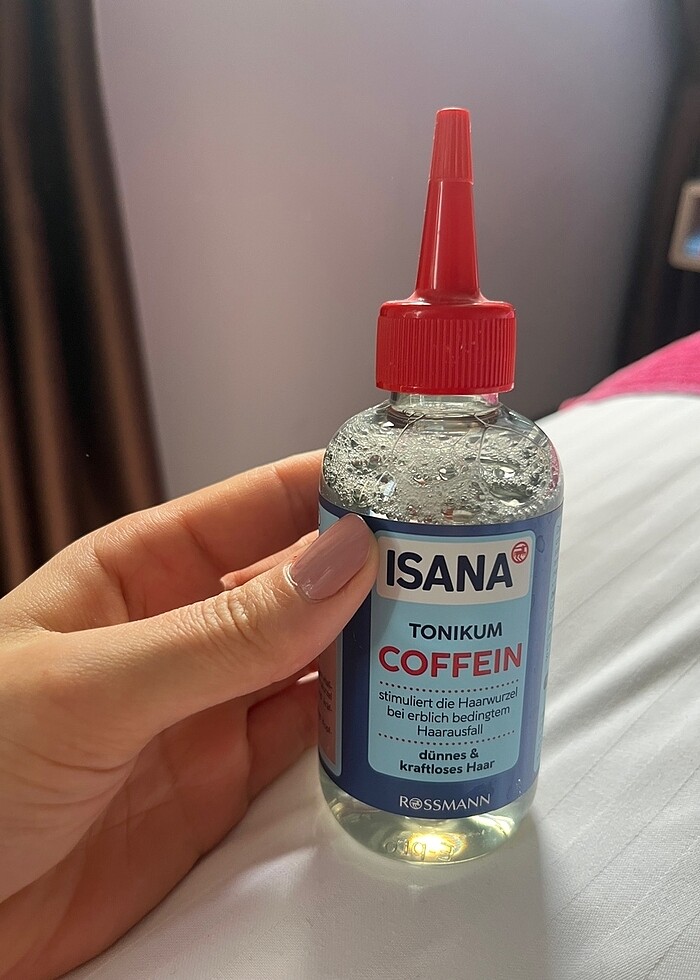 ISANA
TONIKUM
COFFEIN
stimuliert die Haarwurzel
bei erblich bedingtem
Haarausfall
dünnes &
kraftloses Haar
ROSSMANN